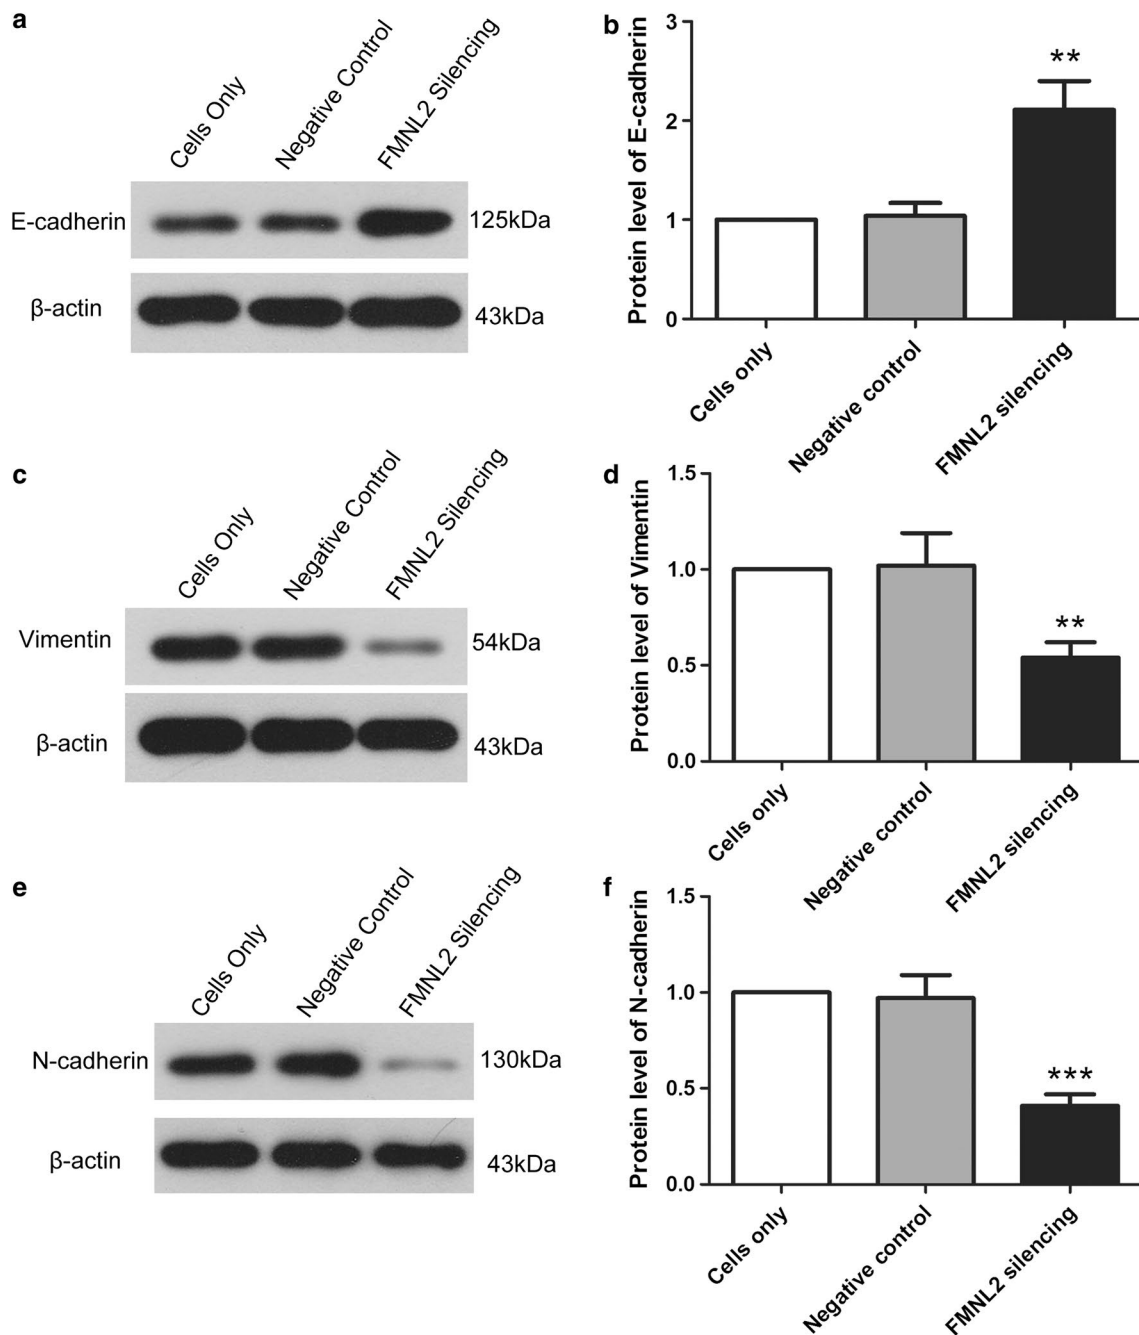 a
Cells Only
Negative Control
FMNL2 Silencing
E-cadherin
125kDa
β-actin
43kDa
b
Protein level of E-cadherin
3
2
1
0
**
Cells only
Negative control
FMNL2 silencing
c
Cells Only
Negative Control
FMNL2 Silencing
Vimentin
54kDa
β-actin
43kDa
d
Protein level of Vimentin
1.5
1.0
0.5
0.0
**
Cells only
Negative control
FMNL2 silencing
e
Cells Only
Negative Control
FMNL2 Silencing
N-cadherin
130kDa
β-actin
43kDa
f
Protein level of N-cadherin
1.5
1.0
0.5
0.0
***
Cells only
Negative control
FMNL2 silencing